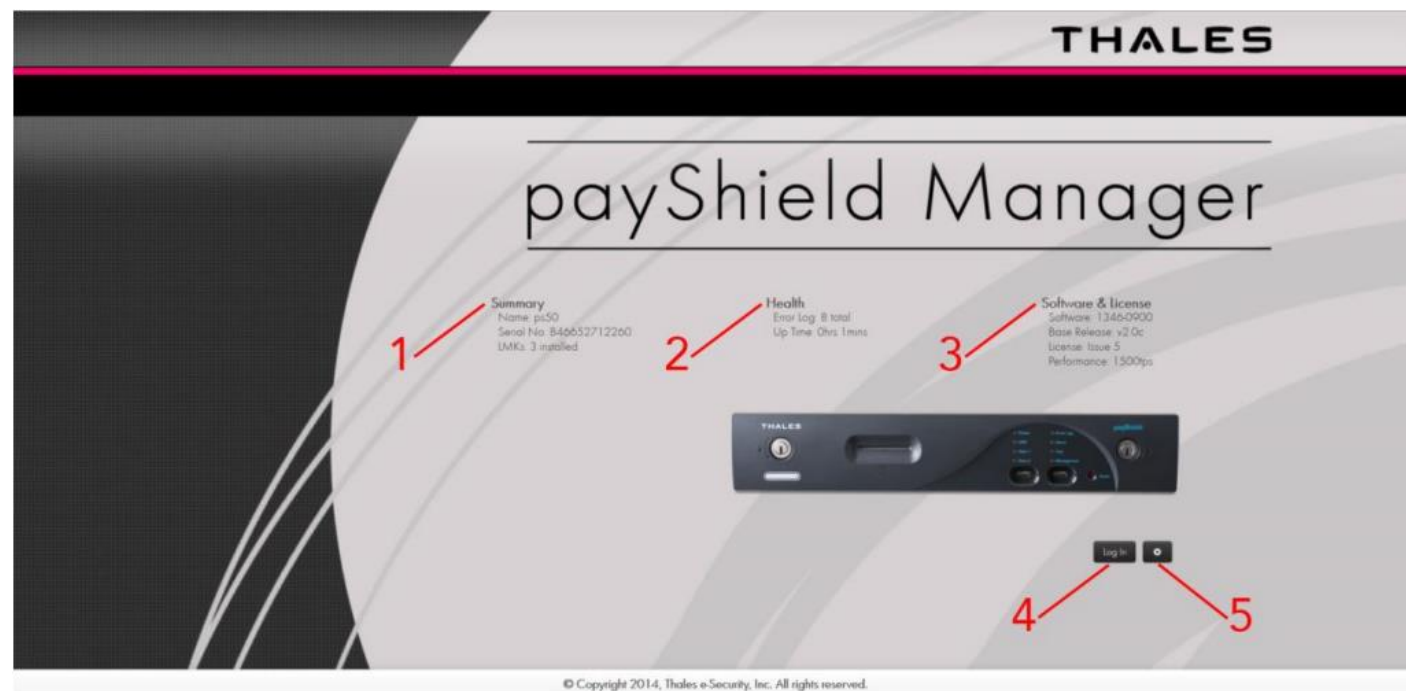 THALES
payShield Manager
Summary
Name: ps50
Serial No: B46652712260
LMKs: 3 installed
Health
Error Log: 8 total
Up Time: 0hrs 1mins
Software & License
Software: 1346-0900
Base Release: v2.0c
License: Issue 5
Performance: 1500tps
1
2
3
THALES
payShield
Log In
4
5
© Copyright 2014, Thales e-Security, Inc. All rights reserved.